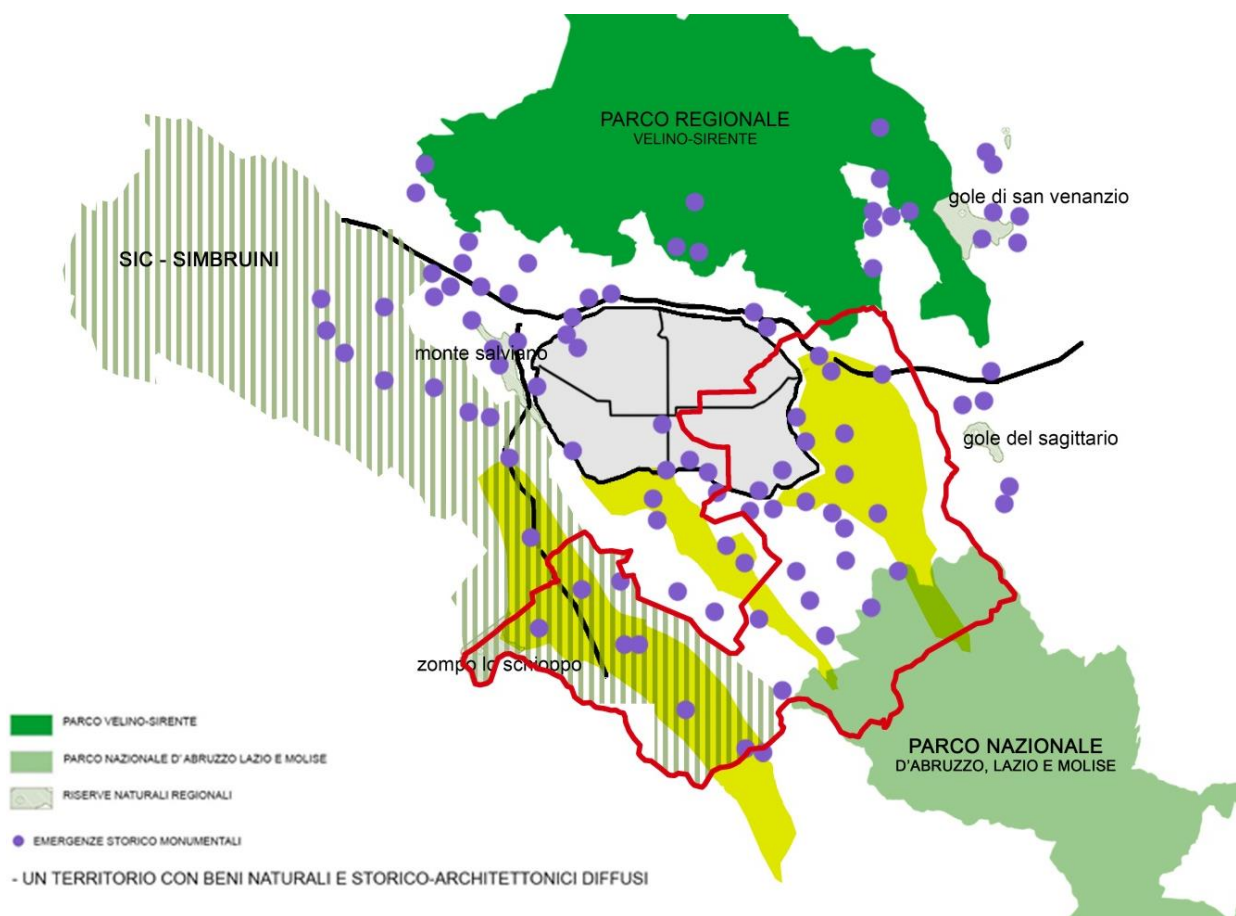 PARCO REGIONALE
VELINO-SIRENTE
gole di san venanzio
SIC - SIMBRUINI
monte salviano
gole del sagittario
zompo lo schioppo
PARCO NAZIONALE
D'ABRUZZO, LAZIO E MOLISE
PARCO VELINO-SIRENTE
PARCO NAZIONALE D' ABRUZZO LAZIO E MOLISE
RISERVE NATURALI REGIONALI
EMERGENZE STORICO MONUMENTALI
- UN TERRITORIO CON BENI NATURALI E STORICO-ARCHITETTONICI DIFFUSI